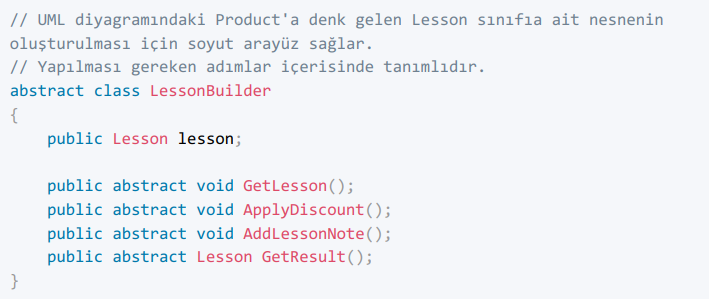 // UML diyagramındaki Product'a denk gelen Lesson sınıfıa ait nesnenin
oluşturulması için soyut arayüz sağlar.
// Yapılması gereken adımlar içerisinde tanımlıdır.
abstract class LessonBuilder
{
    public Lesson lesson;

    public abstract void GetLesson();
    public abstract void ApplyDiscount();
    public abstract void AddLessonNote();
    public abstract Lesson GetResult();
}